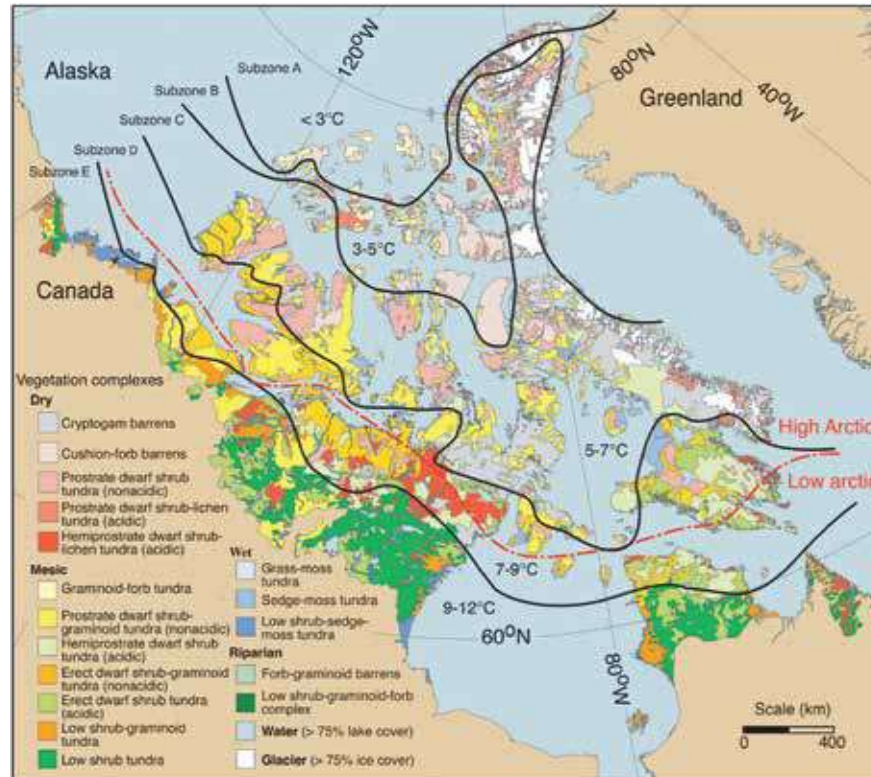 Alaska
Subzone A
Subzone B
Subzone C
Subzone D
Subzone E
120°W
80°N
40°W
Greenland
< 3°C
3-5°C
Canada
5-7°C
High Arctic
Low arctic
7-9°C
9-12°C
60°N
80°W
Vegetation complexes
Dry
Cryptogam barrens
Cushion-forb barrens
Prostrate dwarf shrub
tundra (nonacidic)
Prostrate dwarf shrub-lichen
tundra (acidic)
Hemiprostrate dwarf shrub-
lichen tundra (acidic)
Mesic
Graminoid-forb tundra
Prostrate dwarf shrub-
graminoid tundra (nonacidic)
Hemiprostrate dwarf shrub
tundra (acidic)
Erect dwarf shrub-graminoid
tundra (nonacidic)
Erect dwarf shrub tundra
(acidic)
Low shrub-graminoid
tundra
Low shrub tundra
Wet
Grass-moss
tundra
Sedge-moss tundra
Low shrub-sedge-
moss tundra
Riparian
Forb-graminoid barrens
Low shrub-graminoid-forb
complex
Water (> 75% lake cover)
Glacier (> 75% ice cover)
Scale (km)
0 400